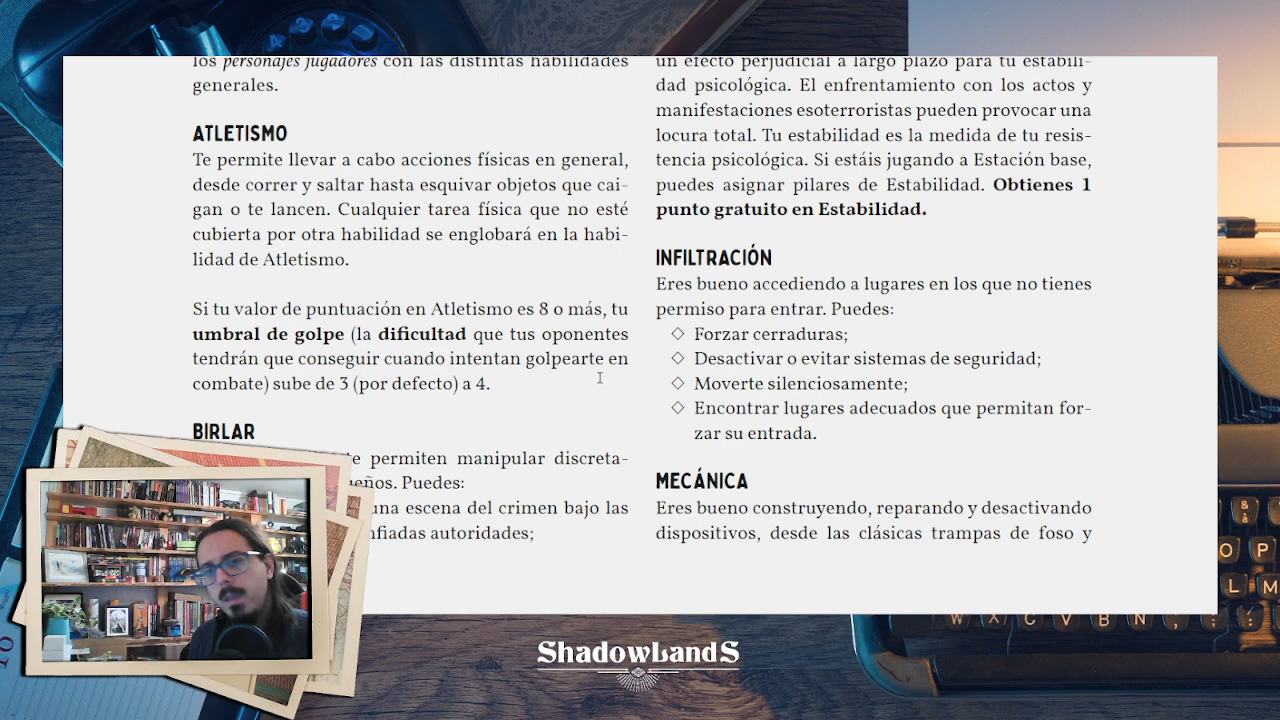 los personajes jugadores con las distintas habilidades
generales.
ATLETISMO
Te permite llevar a cabo acciones físicas en general,
desde correr y saltar hasta esquivar objetos que cai-
gan o te lancen. Cualquier tarea física que no esté
cubierta por otra habilidad se englobará en la habi-
lidad de Atletismo.
Si tu valor de puntuación en Atletismo es 8 o más, tu
umbral de golpe (la dificultad que tus oponentes
tendrán que conseguir cuando intentan golpearte en
combate) sube de 3 (por defecto) a 4.
BIRLAR
te permiten manipular discreta-
Puedes:
una escena del crimen bajo las
autoridades;
un efecto perjudicial a largo plazo para tu estabili-
dad psicológica. El enfrentamiento con los actos y
manifestaciones esoterroristas pueden provocar una
locura total. Tu estabilidad es la medida de tu resis-
tencia psicológica. Si estáis jugando a Estación base,
puedes asignar pilares de Estabilidad. Obtienes 1
punto gratuito en Estabilidad.
INFILTRACIÓN
Eres bueno accediendo a lugares en los que no tienes
permiso para entrar. Puedes:
◇ Forzar cerraduras;
◇ Desactivar o evitar sistemas de seguridad;
◇ Moverte silenciosamente;
◇ Encontrar lugares adecuados que permitan for-
zar su entrada.
MECÁNICA
Eres bueno construyendo, reparando y desactivando
dispositivos, desde las clásicas trampas de foso y
ShadowLandS
O P
L M
W X C V B N